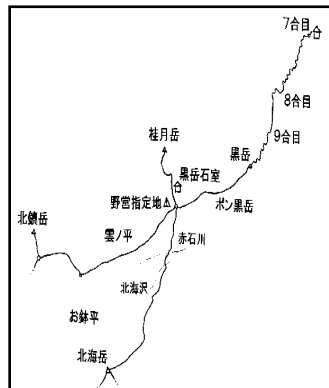 7合目
8合目
9合目
桂月岳
黒岳石室
黒岳
野営指定地
ポン黒岳
北鎮岳
雲ノ平
赤石川
北海沢
お鉢平
北海岳